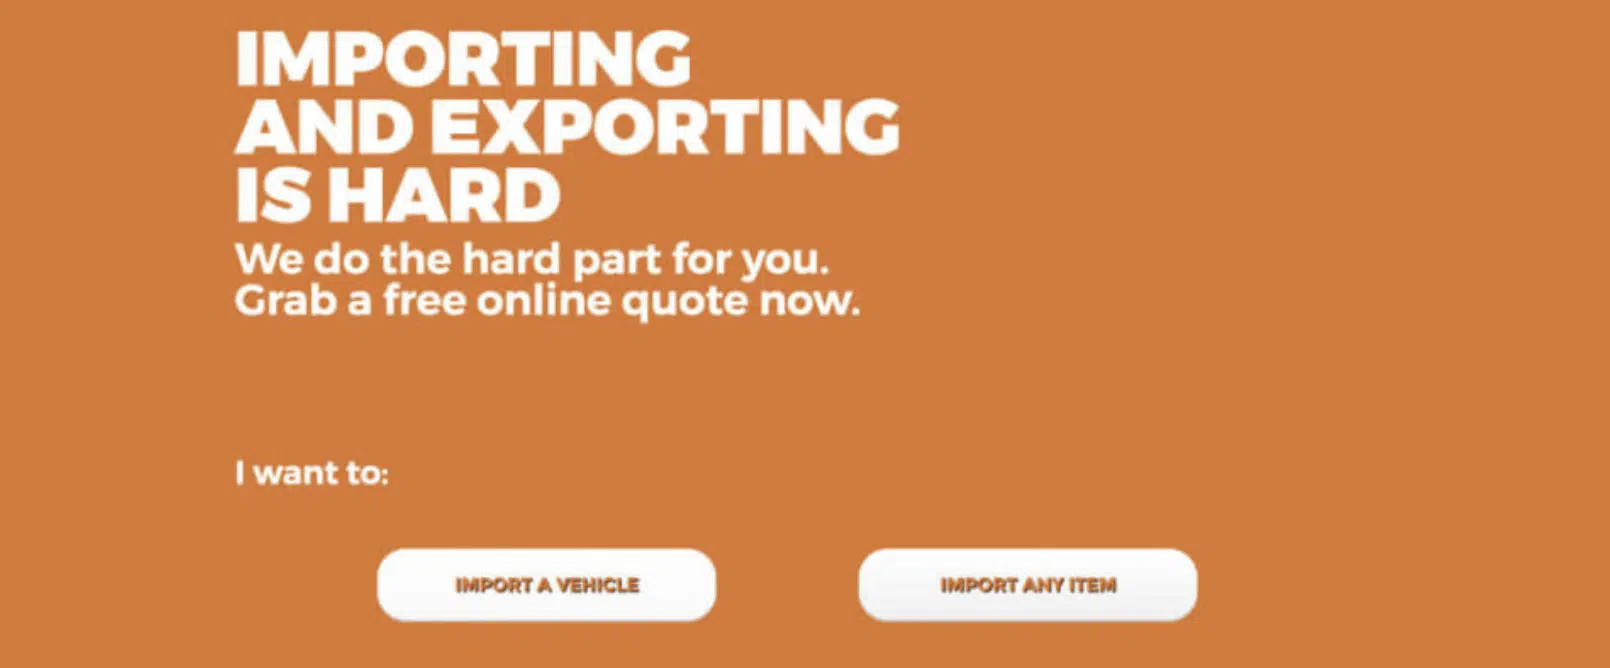 IMPORTING
AND EXPORTING
IS HARD
We do the hard part for you.
Grab a free online quote now.
I want to:
IMPORT A VEHICLE
IMPORT ANY ITEM